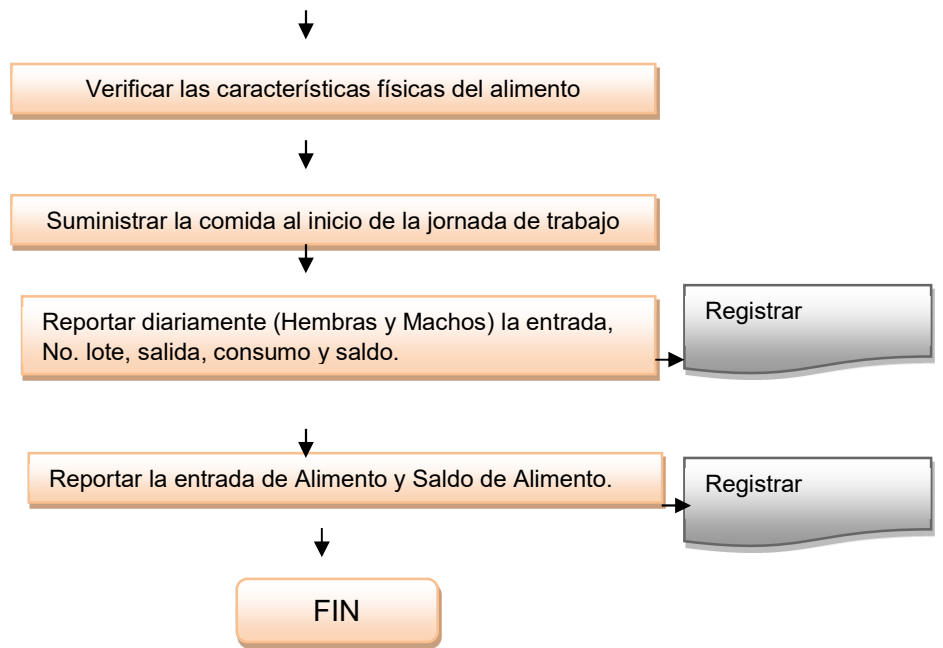 Verificar las características físicas del alimento
Suministrar la comida al inicio de la jornada de trabajo
Reportar diariamente (Hembras y Machos) la entrada,
No. lote, salida, consumo y saldo.
Registrar
Reportar la entrada de Alimento y Saldo de Alimento.
Registrar
FIN